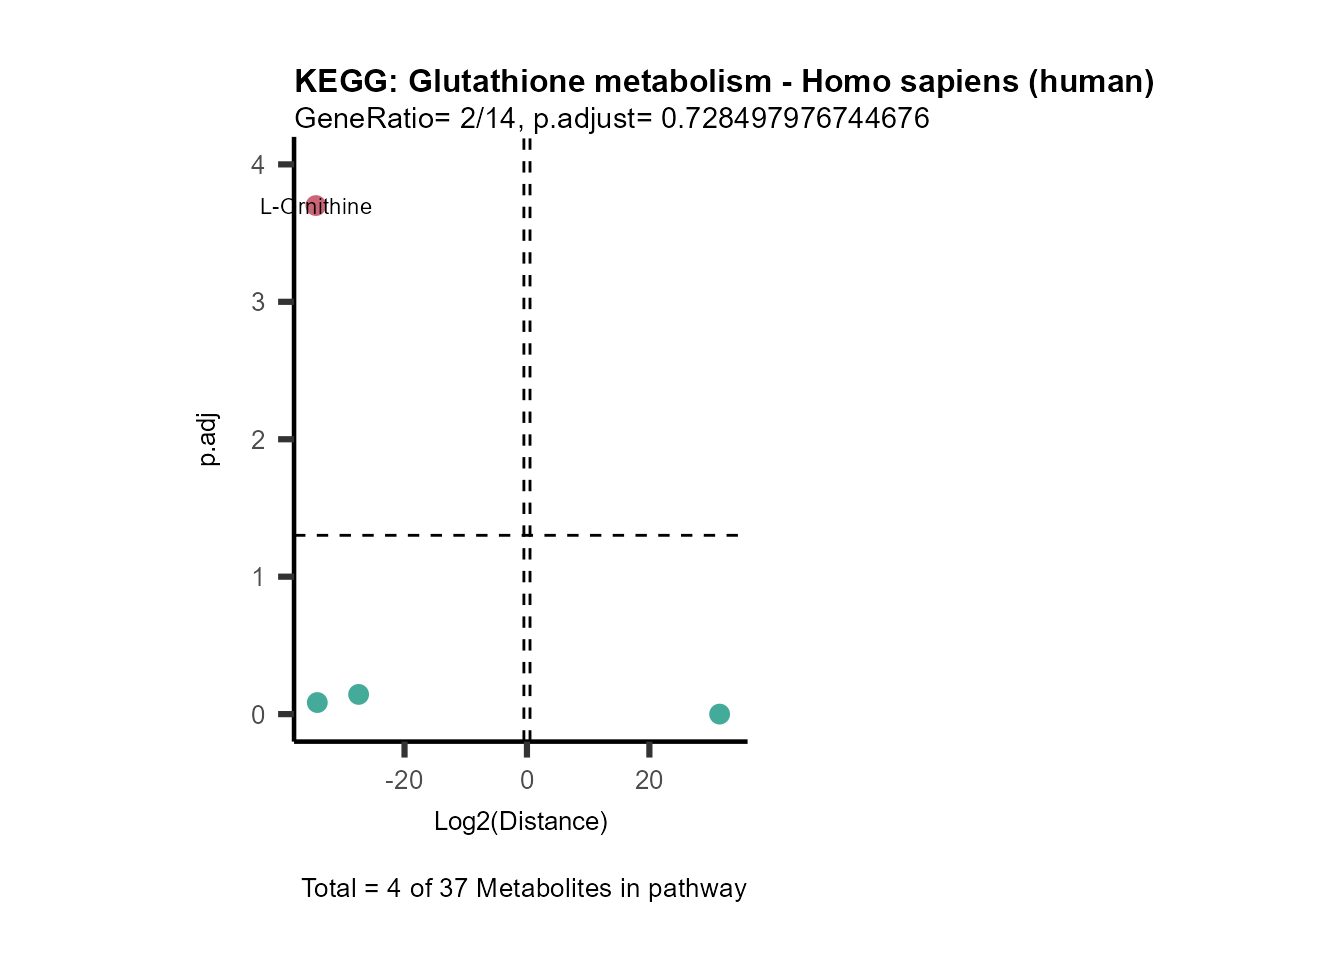 KEGG: Glutathione metabolism - Homo sapiens (human)
GeneRatio= 2/14, p.adjust= 0.728497976744676
4
L-Ornithine
3
2
p.adj
1
0
-20 0 20
Log2(Distance)
Total = 4 of 37 Metabolites in pathway